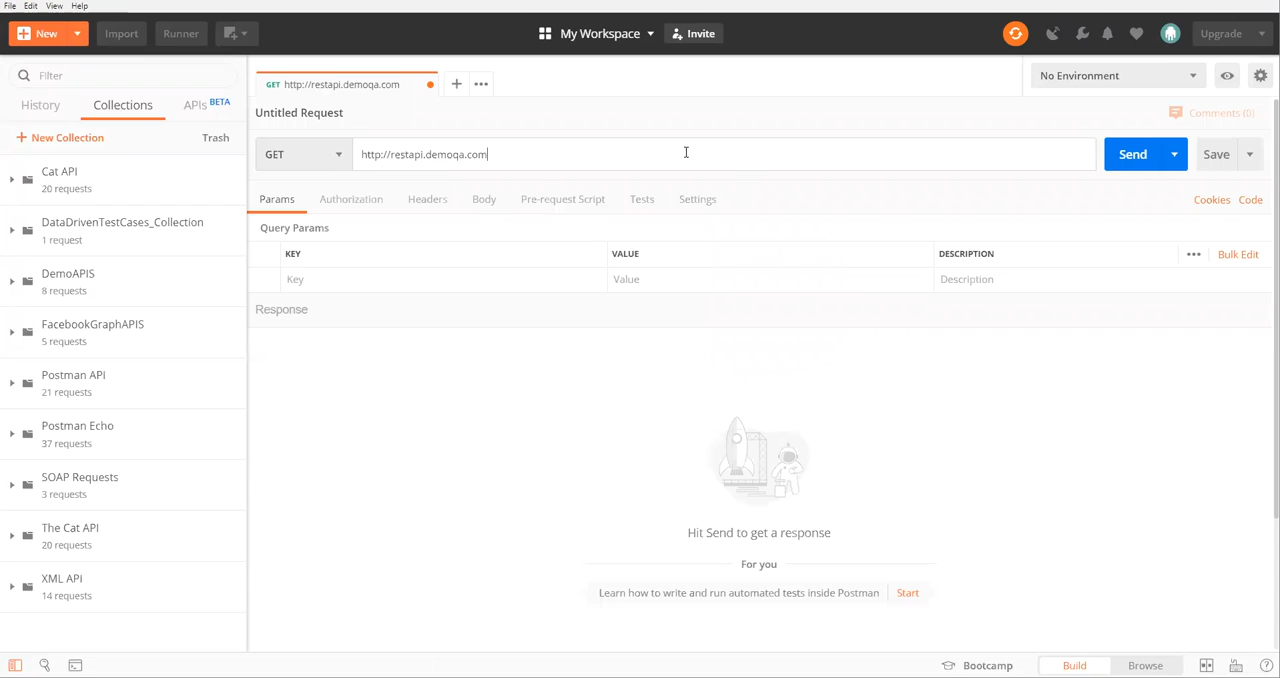 File Edit View Help
New Import Runner My Workspace Invite Upgrade
Filter
History Collections APIs BETA
New Collection Trash
Cat API
20 requests
DataDrivenTestCases_Collection
1 request
DemoAPIS
8 requests
FacebookGraphAPIS
5 requests
Postman API
21 requests
Postman Echo
37 requests
SOAP Requests
3 requests
The Cat API
20 requests
XML API
14 requests
GET http://restapi.demoqa.com
No Environment
Untitled Request Comments (0)
GET http://restapi.demoqa.com Send Save
Params Authorization Headers Body Pre-request Script Tests Settings Cookies Code
Query Params
KEY VALUE DESCRIPTION Bulk Edit
Key Value Description
Response
Hit Send to get a response
For you
Learn how to write and run automated tests inside Postman Start
Bootcamp Build Browse